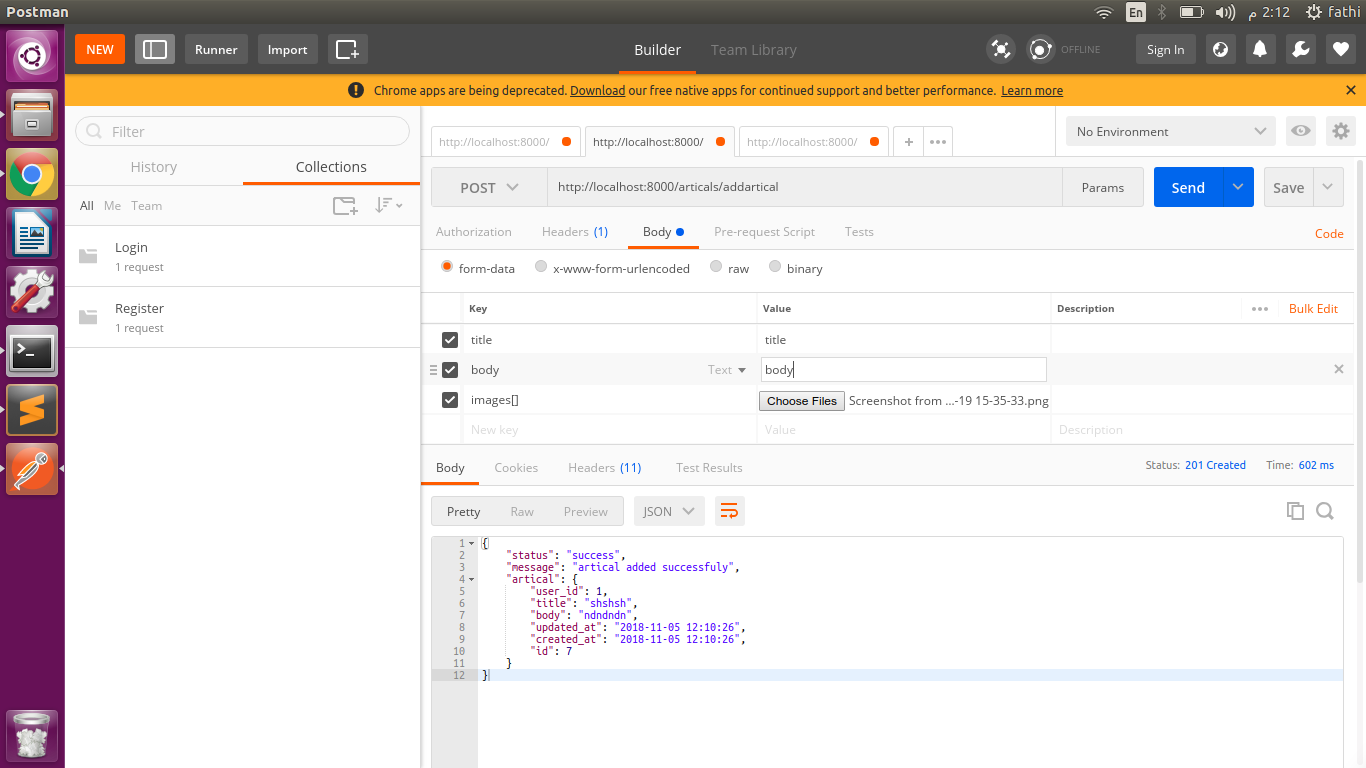 Postman
En
2:12 م
fathi
NEW
Runner
Import
Builder
Team Library
OFFLINE
Sign In
Chrome apps are being deprecated. Download our free native apps for continued support and better performance. Learn more
Filter
History
Collections
All Me Team
Login
1 request
Register
1 request
http://localhost:8000/
http://localhost:8000/
http://localhost:8000/
+
No Environment
POST
http://localhost:8000/articals/addartical
Params
Send
Save
Authorization
Headers (1)
Body
Pre-request Script
Tests
Code
form-data
x-www-form-urlencoded
raw
binary
Key Value Description
Bulk Edit
title title
body Text body
images[] Choose Files Screenshot from ...-19 15-35-33.png
New key Value Description
Body
Cookies
Headers (11)
Test Results
Status: 201 Created
Time: 602 ms
Pretty
Raw
Preview
JSON
1 {
2 "status": "success",
3 "message": "artical added successfuly",
4 "artical": {
5 "user_id": 1,
6 "title": "shshsh",
7 "body": "ndndndn",
8 "updated_at": "2018-11-05 12:10:26",
9 "created_at": "2018-11-05 12:10:26",
10 "id": 7
11 }
12 }